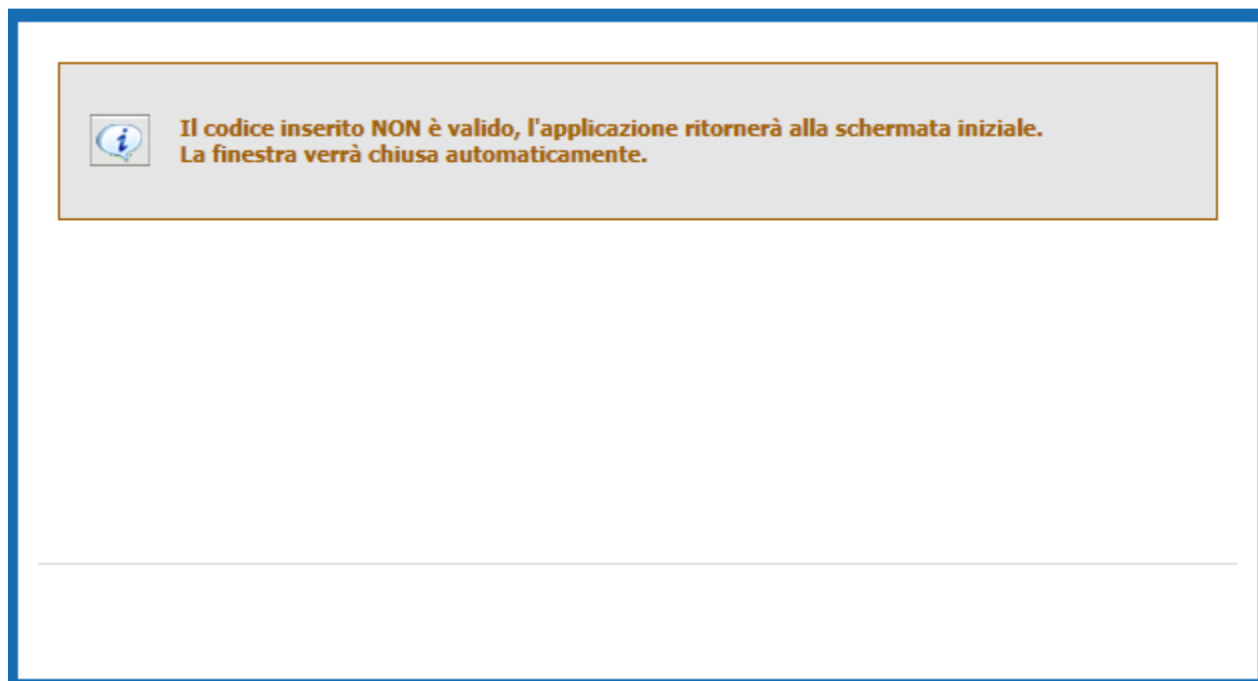 Il codice inserito NON è valido, l'applicazione ritornerà alla schermata iniziale.
La finestra verrà chiusa automaticamente.